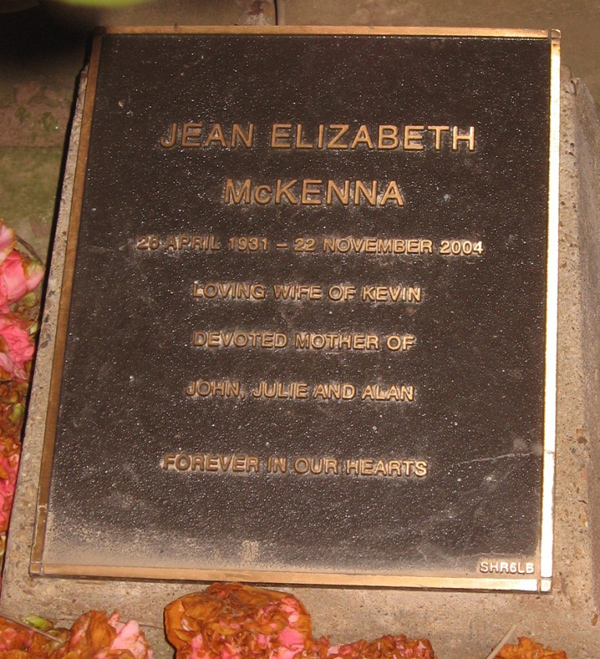 JEAN ELIZABETH
McKENNA
26 APRIL 1931 – 22 NOVEMBER 2004
LOVING WIFE OF KEVIN
DEVOTED MOTHER OF
JOHN, JULIE AND ALAN
FOREVER IN OUR HEARTS
SHR6LB